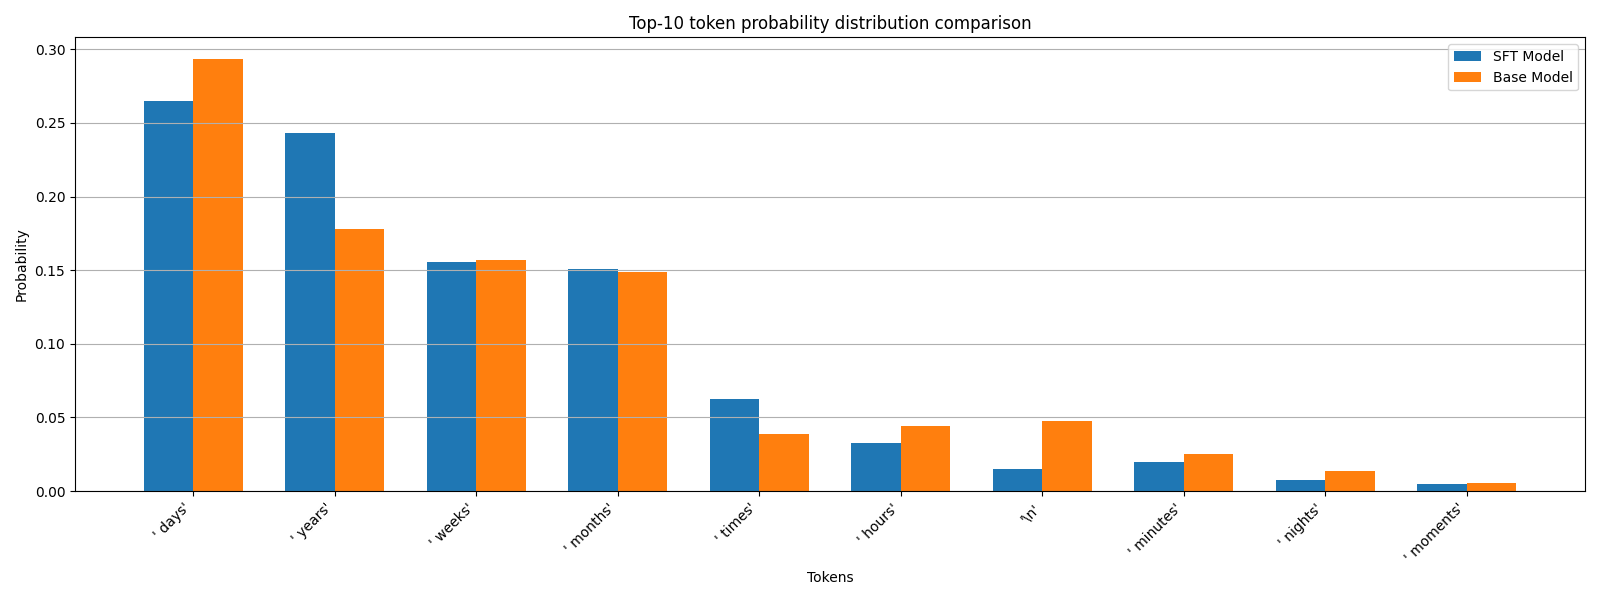 Top-10 token probability distribution comparison
SFT Model
Base Model
Probability
0.30
0.25
0.20
0.15
0.10
0.05
0.00
' days'
' years'
' weeks'
' months'
' times'
' hours'
'\n'
' minutes'
' nights'
' moments'
Tokens